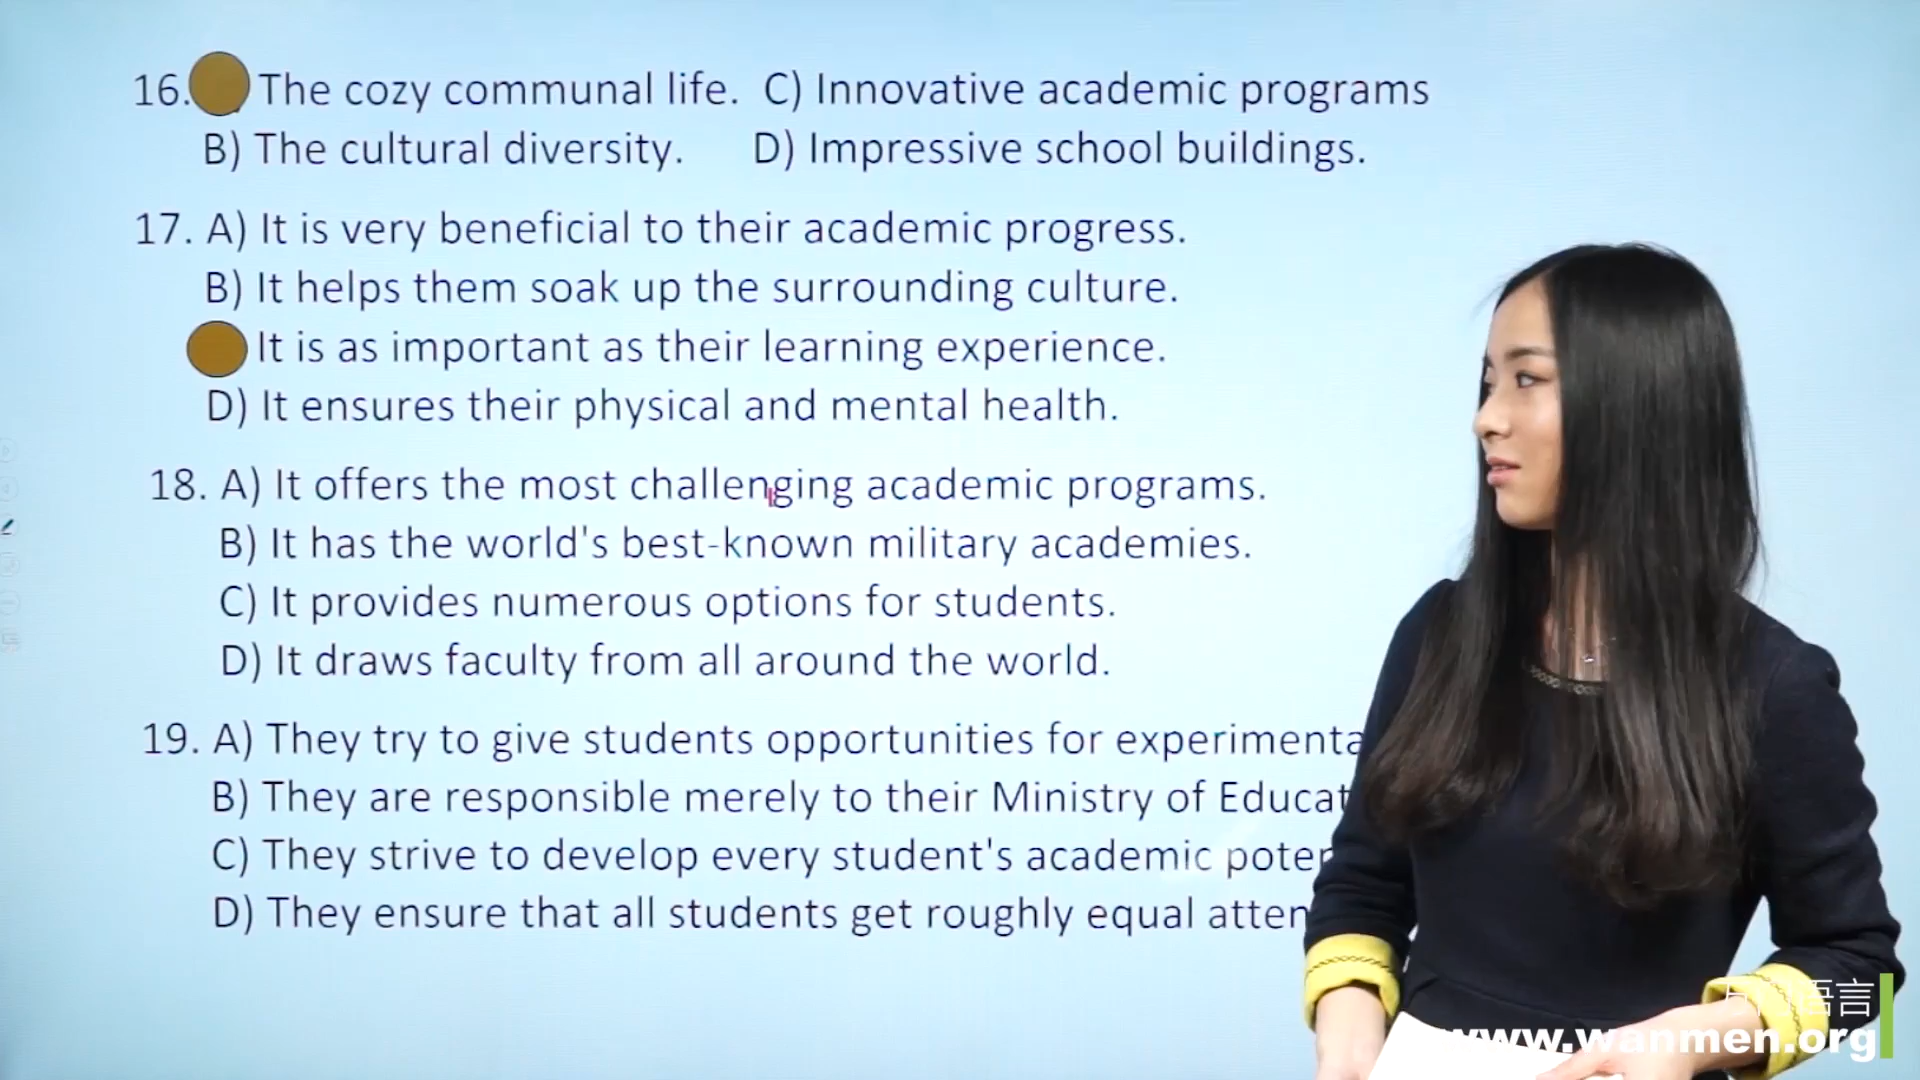 16. The cozy communal life. C) Innovative academic programs
B) The cultural diversity. D) Impressive school buildings.
17. A) It is very beneficial to their academic progress.
B) It helps them soak up the surrounding culture.
It is as important as their learning experience.
D) It ensures their physical and mental health.
18. A) It offers the most challenging academic programs.
B) It has the world's best-known military academies.
C) It provides numerous options for students.
D) It draws faculty from all around the world.
19. A) They try to give students opportunities for
B) They are responsible merely to their Ministry of
C) They strive to develop every student's academic
D) They ensure that all students get roughly equal
语言
www.wanmen.org